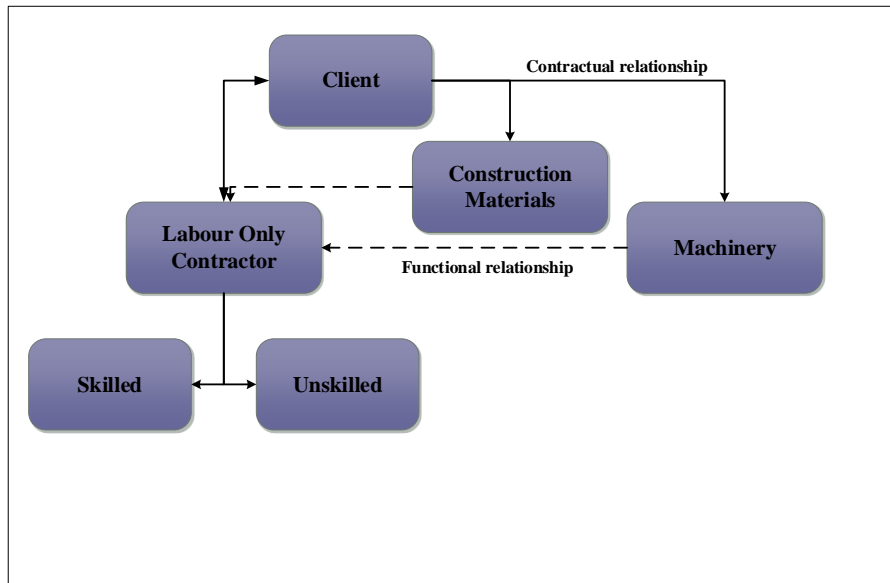 Client
Contractual relationship
Construction
Materials
Labour Only
Contractor
Machinery
Functional relationship
Skilled
Unskilled